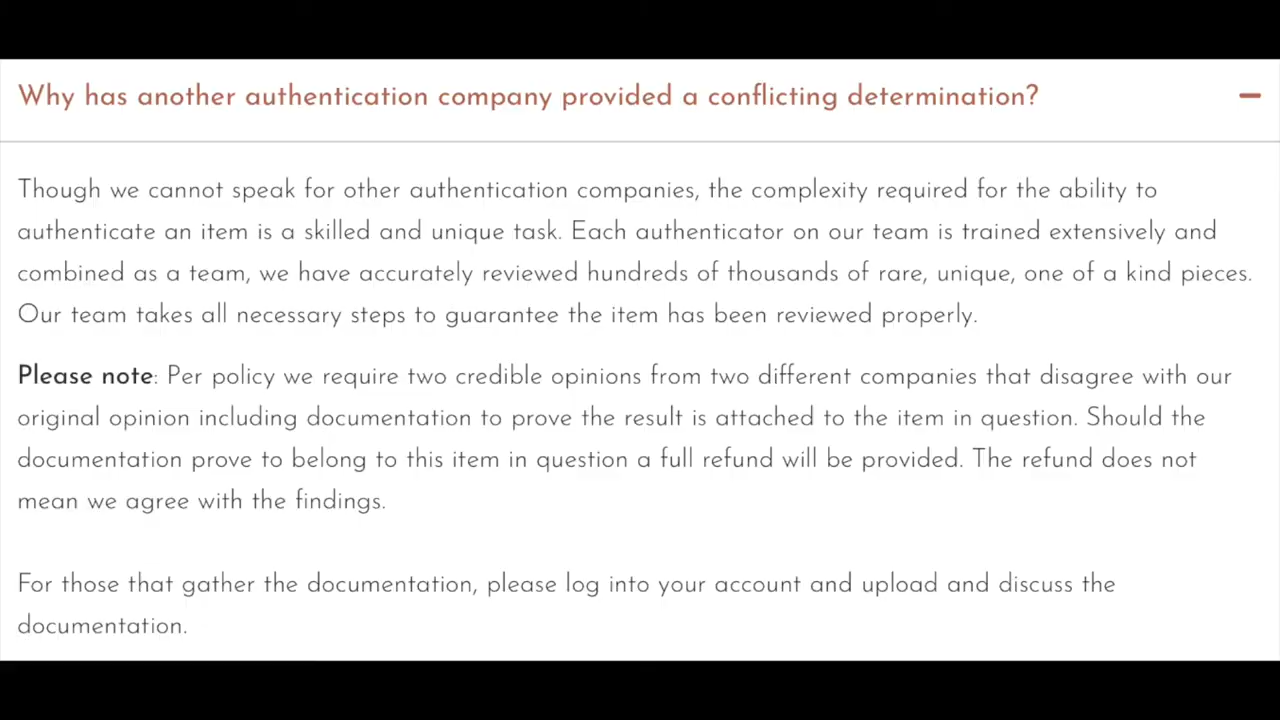 Why has another authentication company provided a conflicting determination?
Though we cannot speak for other authentication companies, the complexity required for the ability to
authenticate an item is a skilled and unique task. Each authenticator on our team is trained extensively and
combined as a team, we have accurately reviewed hundreds of thousands of rare, unique, one of a kind pieces.
Our team takes all necessary steps to guarantee the item has been reviewed properly.
Please note: Per policy we require two credible opinions from two different companies that disagree with our
original opinion including documentation to prove the result is attached to the item in question. Should the
documentation prove to belong to this item in question a full refund will be provided. The refund does not
mean we agree with the findings.
For those that gather the documentation, please log into your account and upload and discuss the
documentation.